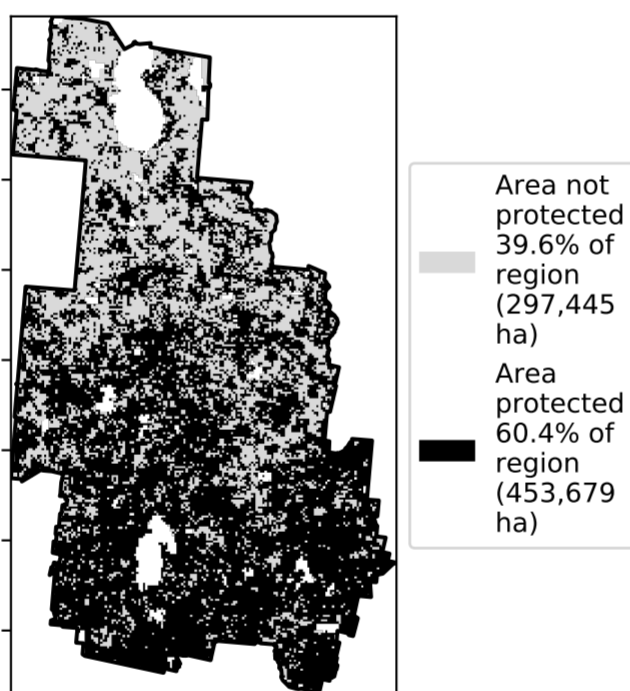 Area not
protected
39.6% of
region
(297,445
ha)
Area
protected
60.4% of
region
(453,679
ha)